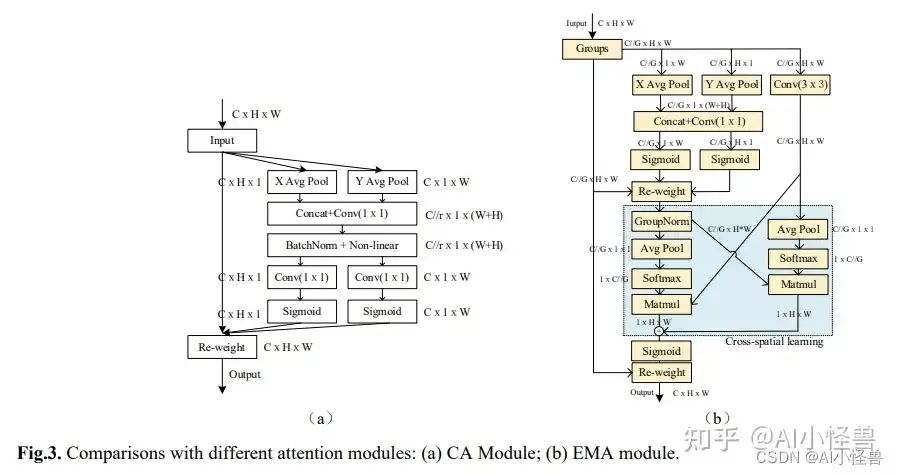 C x H x W
Input
C x H x 1
X Avg Pool
Y Avg Pool
C x 1 x W
Concat+Conv(1 x 1)
C//r x 1 x (W+H)
BatchNorm + Non-linear
C//r x 1 x (W+H)
C x H x 1
Conv(1 x 1)
Conv(1 x 1)
C x 1 x W
C x H x 1
Sigmoid
Sigmoid
C x 1 x W
Re-weight
C x H x W
Output
(a)
Iutput
C x H x W
Groups
C//G x H x W
C//G x 1 x W
C//G x H x 1
C//G x H x W
X Avg Pool
Y Avg Pool
Conv(3 x 3)
C//G x 1 x (W+H)
Concat+Conv(1 x 1)
C//G x 1 x W
C//G x H x 1
C//G x H x W
Sigmoid
Sigmoid
C//G x H x W
Re-weight
GroupNorm
C//G x H*W
Avg Pool
C//G x 1 x 1
C//G x 1 x 1
Avg Pool
Softmax
1 x C//G
1 x C//G
Softmax
Matmul
Matmul
1 x H x W
1 x H x W
+
Cross-spatial learning
Sigmoid
Re-weight
Output
C x H x W
(b)
Fig.3. Comparisons with different attention modules: (a) CA Module; (b) EMA module.
知乎 @AI小怪兽
CSDN @AI小怪兽